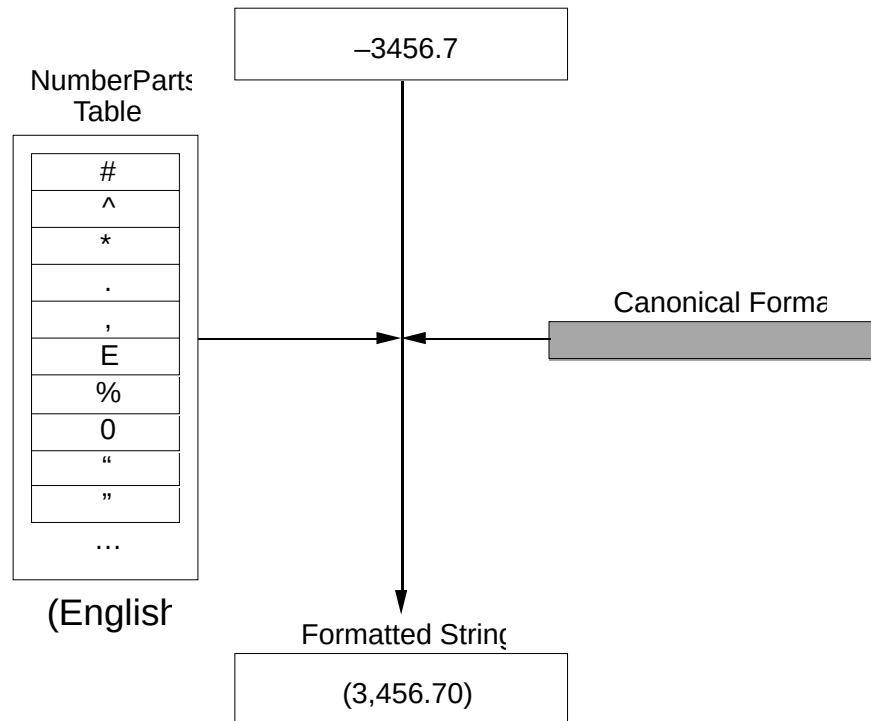 –3456.7
NumberParts
Table
#
^
*
.
,
E
%
0
“
”
…
(English
Canonical Forma
Formatted String
(3,456.70)